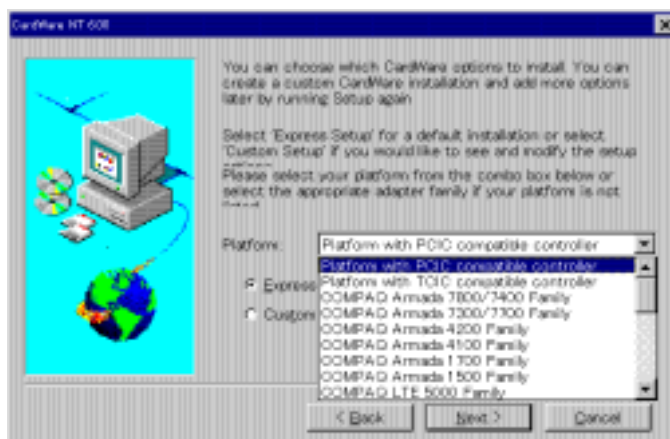 CardWare NT 6.00
You can choose which CardWare options to install. You can
create a custom CardWare installation and add more options
later by running Setup again
Select 'Express Setup' for a default installation or select
'Custom Setup' if you would like to see and modify the setup
Please select your platform from the combo box below or
select the appropriate adapter family if your platform is not
Platform:
Platform with PCIC compatible controller
Platform with PCIC compatible controller
Platform with TCIC compatible controller
Express
COMPAQ Armada 7800/7400 Family
Custom
COMPAQ Armada 7300/7700 Family
COMPAQ Armada 4200 Family
COMPAQ Armada 4100 Family
COMPAQ Armada 1700 Family
COMPAQ Armada 1500 Family
COMPAQ LTE 5000 Family
< Back
Next >
Cancel